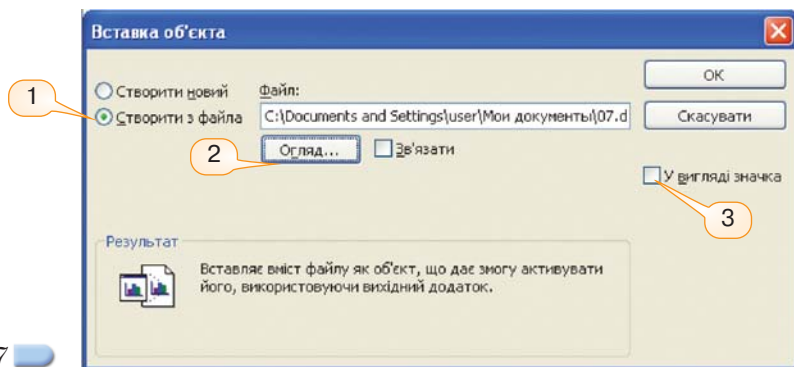 Вставка об'єкта
1
Створити новий
Створити з файла
Файл:
C:\Documents and Settings\user\Мои документы\07.d
2
Огляд...
Зв'язати
ОК
Скасувати
У вигляді значка
3
Результат
Вставляє вміст файлу як об'єкт, що дає змогу активувати
його, використовуючи вихідний додаток.
7